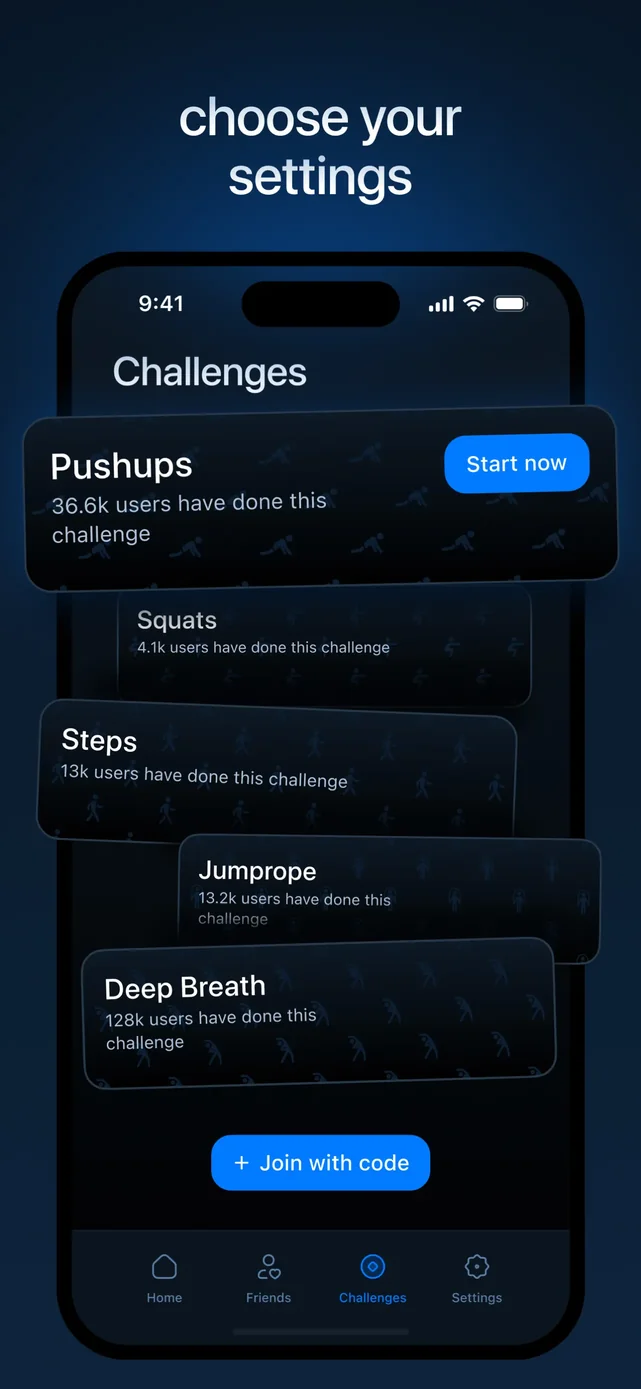 choose your
settings
9:41
Challenges
Pushups
Start now
36.6k users have done this
challenge
Squats
4.1k users have done this challenge
Steps
13k users have done this challenge
Jumprope
13.2k users have done this
challenge
Deep Breath
128k users have done this
challenge
+ Join with code
Home
Friends
Challenges
Settings